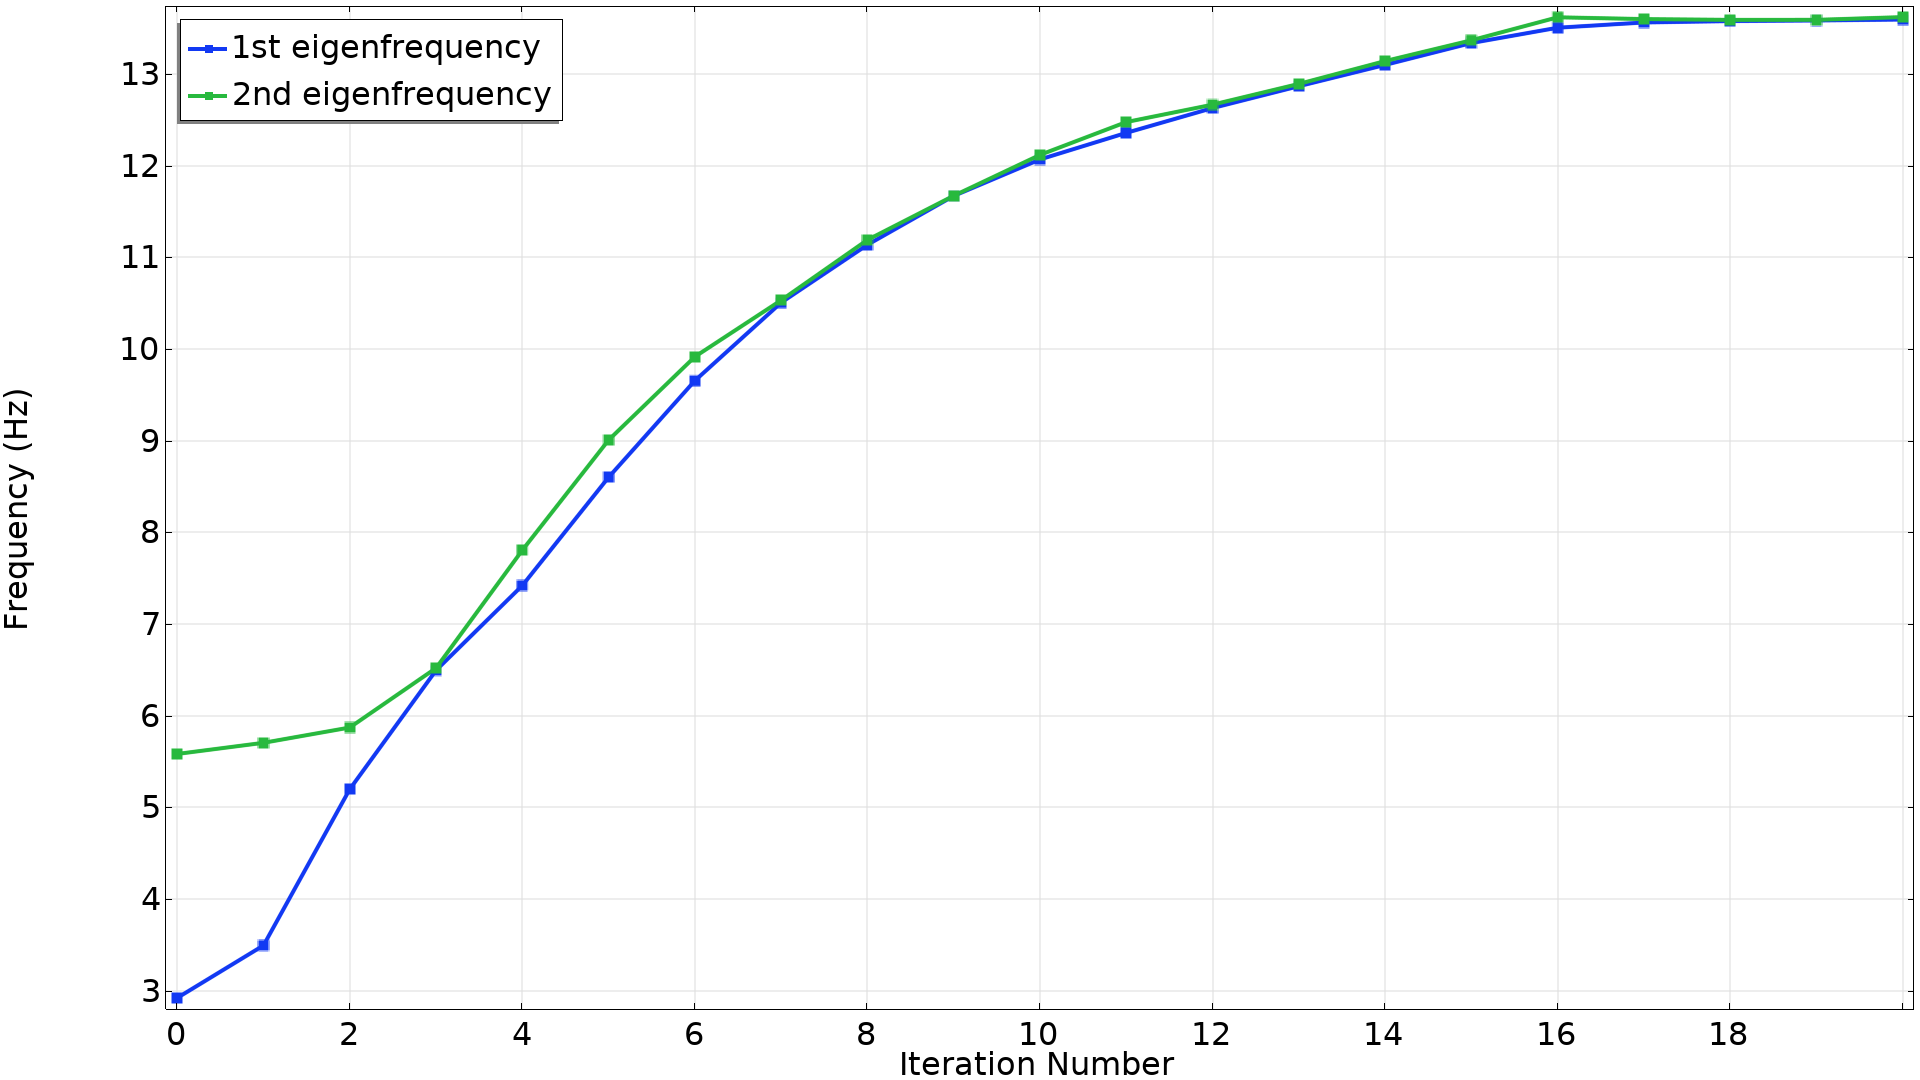 1st eigenfrequency
2nd eigenfrequency
13
12
11
10
9
8
7
6
5
4
3
Frequency (Hz)
0 2 4 6 8 10 12 14 16 18
Iteration Number